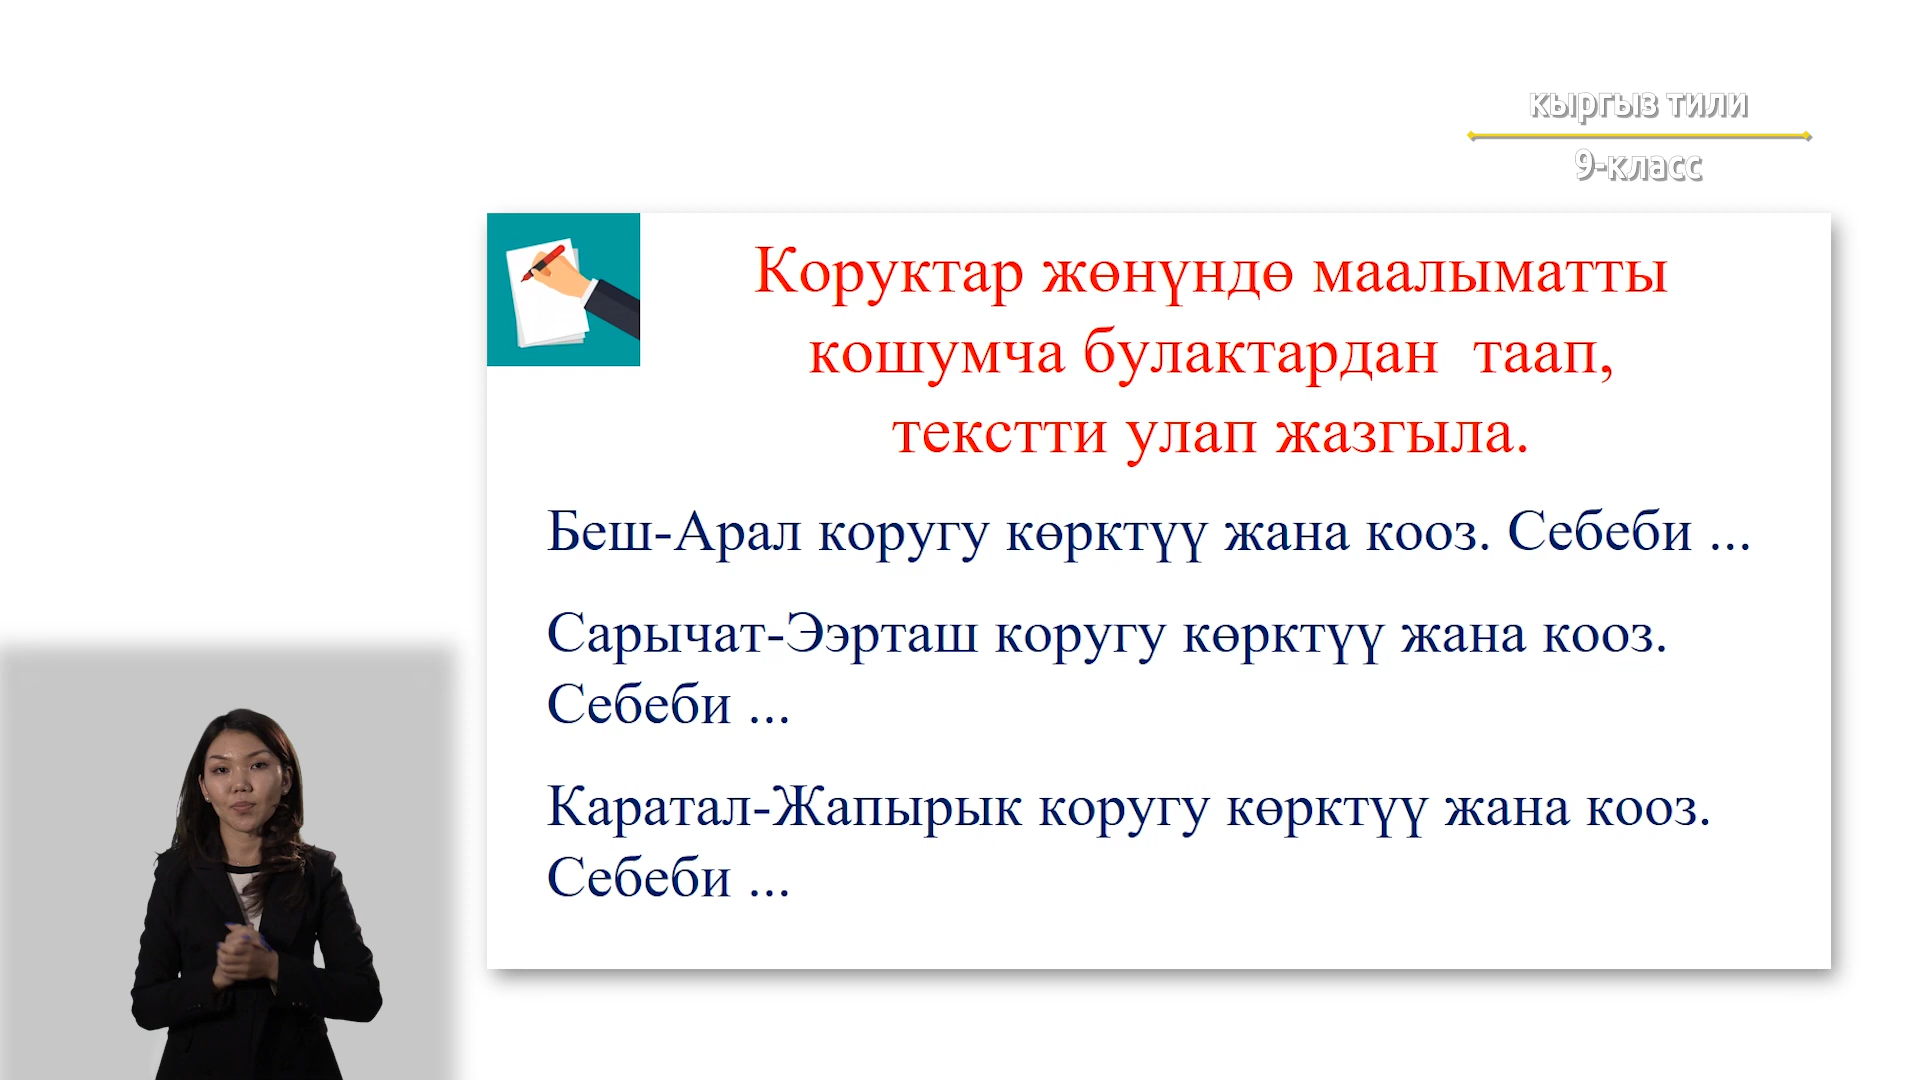 кыргыз тили
9-класс
Коруктар жөнүндө маалыматты
кошумча булактардан таап,
текстти улап жазгыла.
Беш-Арал коругу көрктүү жана кооз. Себеби ...
Сарычат-Ээрташ коругу көрктүү жана кооз.
Себеби ...
Каратал-Жапырык коругу көрктүү жана кооз.
Себеби ...